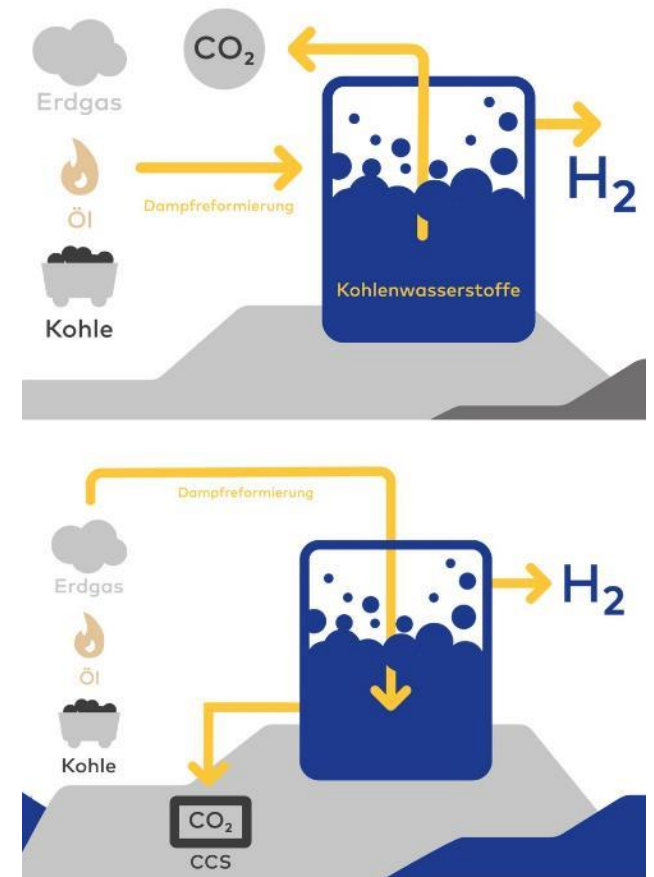 CO₂
Erdgas
Dampfreformierung
Öl
Kohle
H₂
Kohlenwasserstoffe
Dampfreformierung
Erdgas
Öl
Kohle
H₂
CO₂
CCS